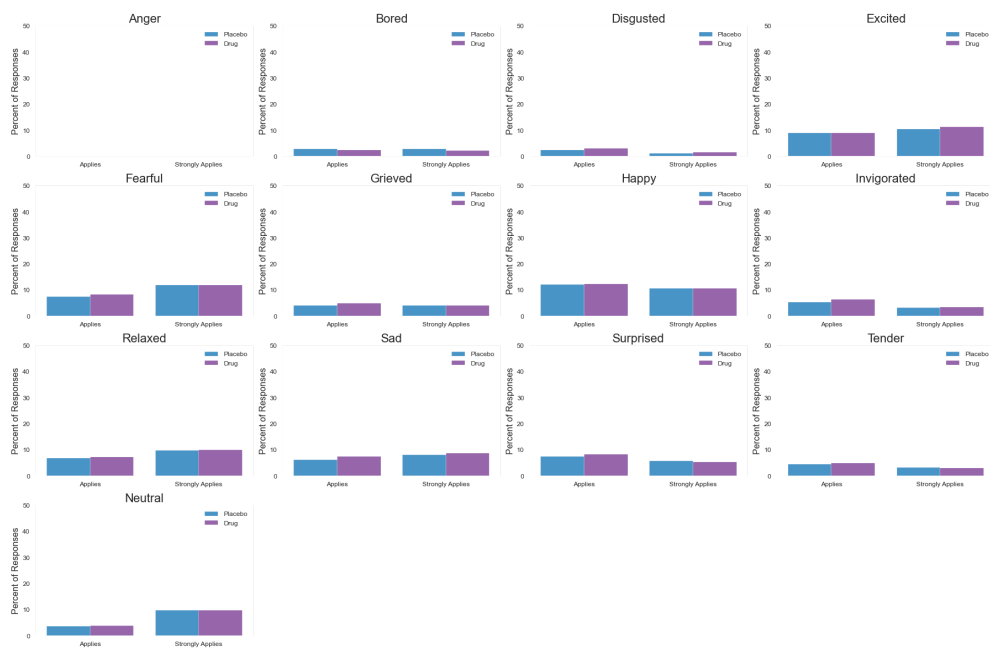 Anger
Percent of Responses
50
40
30
20
10
0
Placebo
Drug
Applies
Strongly Applies
Bored
Percent of Responses
50
40
30
20
10
0
Placebo
Drug
Applies
Strongly Applies
Disgusted
Percent of Responses
50
40
30
20
10
0
Placebo
Drug
Applies
Strongly Applies
Excited
Percent of Responses
50
40
30
20
10
0
Placebo
Drug
Applies
Strongly Applies
Fearful
Percent of Responses
50
40
30
20
10
0
Placebo
Drug
Applies
Strongly Applies
Grieved
Percent of Responses
50
40
30
20
10
0
Placebo
Drug
Applies
Strongly Applies
Happy
Percent of Responses
50
40
30
20
10
0
Placebo
Drug
Applies
Strongly Applies
Invigorated
Percent of Responses
50
40
30
20
10
0
Placebo
Drug
Applies
Strongly Applies
Relaxed
Percent of Responses
50
40
30
20
10
0
Placebo
Drug
Applies
Strongly Applies
Sad
Percent of Responses
50
40
30
20
10
0
Placebo
Drug
Applies
Strongly Applies
Surprised
Percent of Responses
50
40
30
20
10
0
Placebo
Drug
Applies
Strongly Applies
Tender
Percent of Responses
50
40
30
20
10
0
Placebo
Drug
Applies
Strongly Applies
Neutral
Percent of Responses
50
40
30
20
10
0
Placebo
Drug
Applies
Strongly Applies